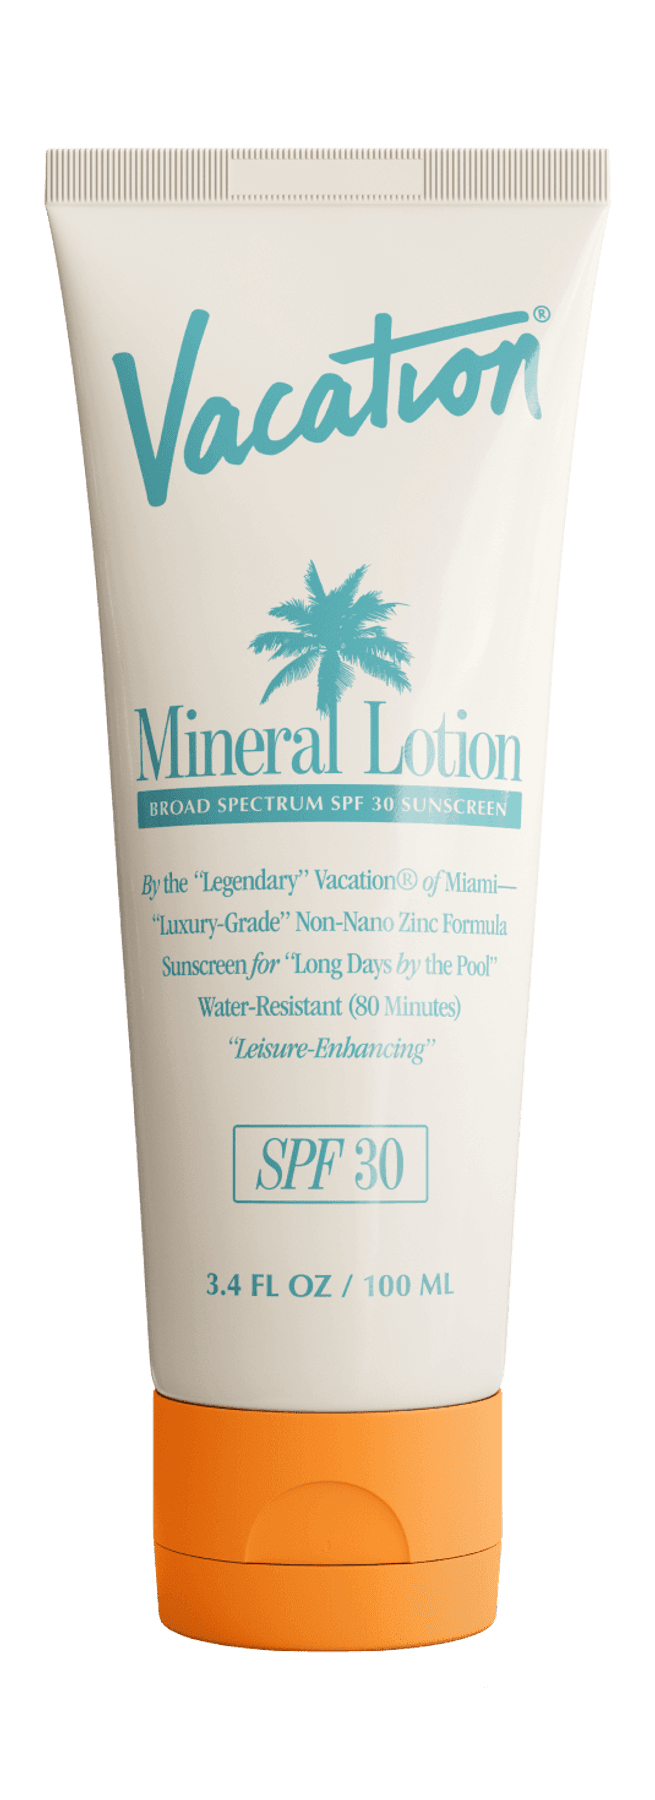 Vacation®
Mineral Lotion
BROAD SPECTRUM SPF 30 SUNSCREEN
By the “Legendary” Vacation® of Miami—
“Luxury-Grade” Non-Nano Zinc Formula
Sunscreen for “Long Days by the Pool”
Water-Resistant (80 Minutes)
“Leisure-Enhancing”
SPF 30
3.4 FL OZ / 100 ML